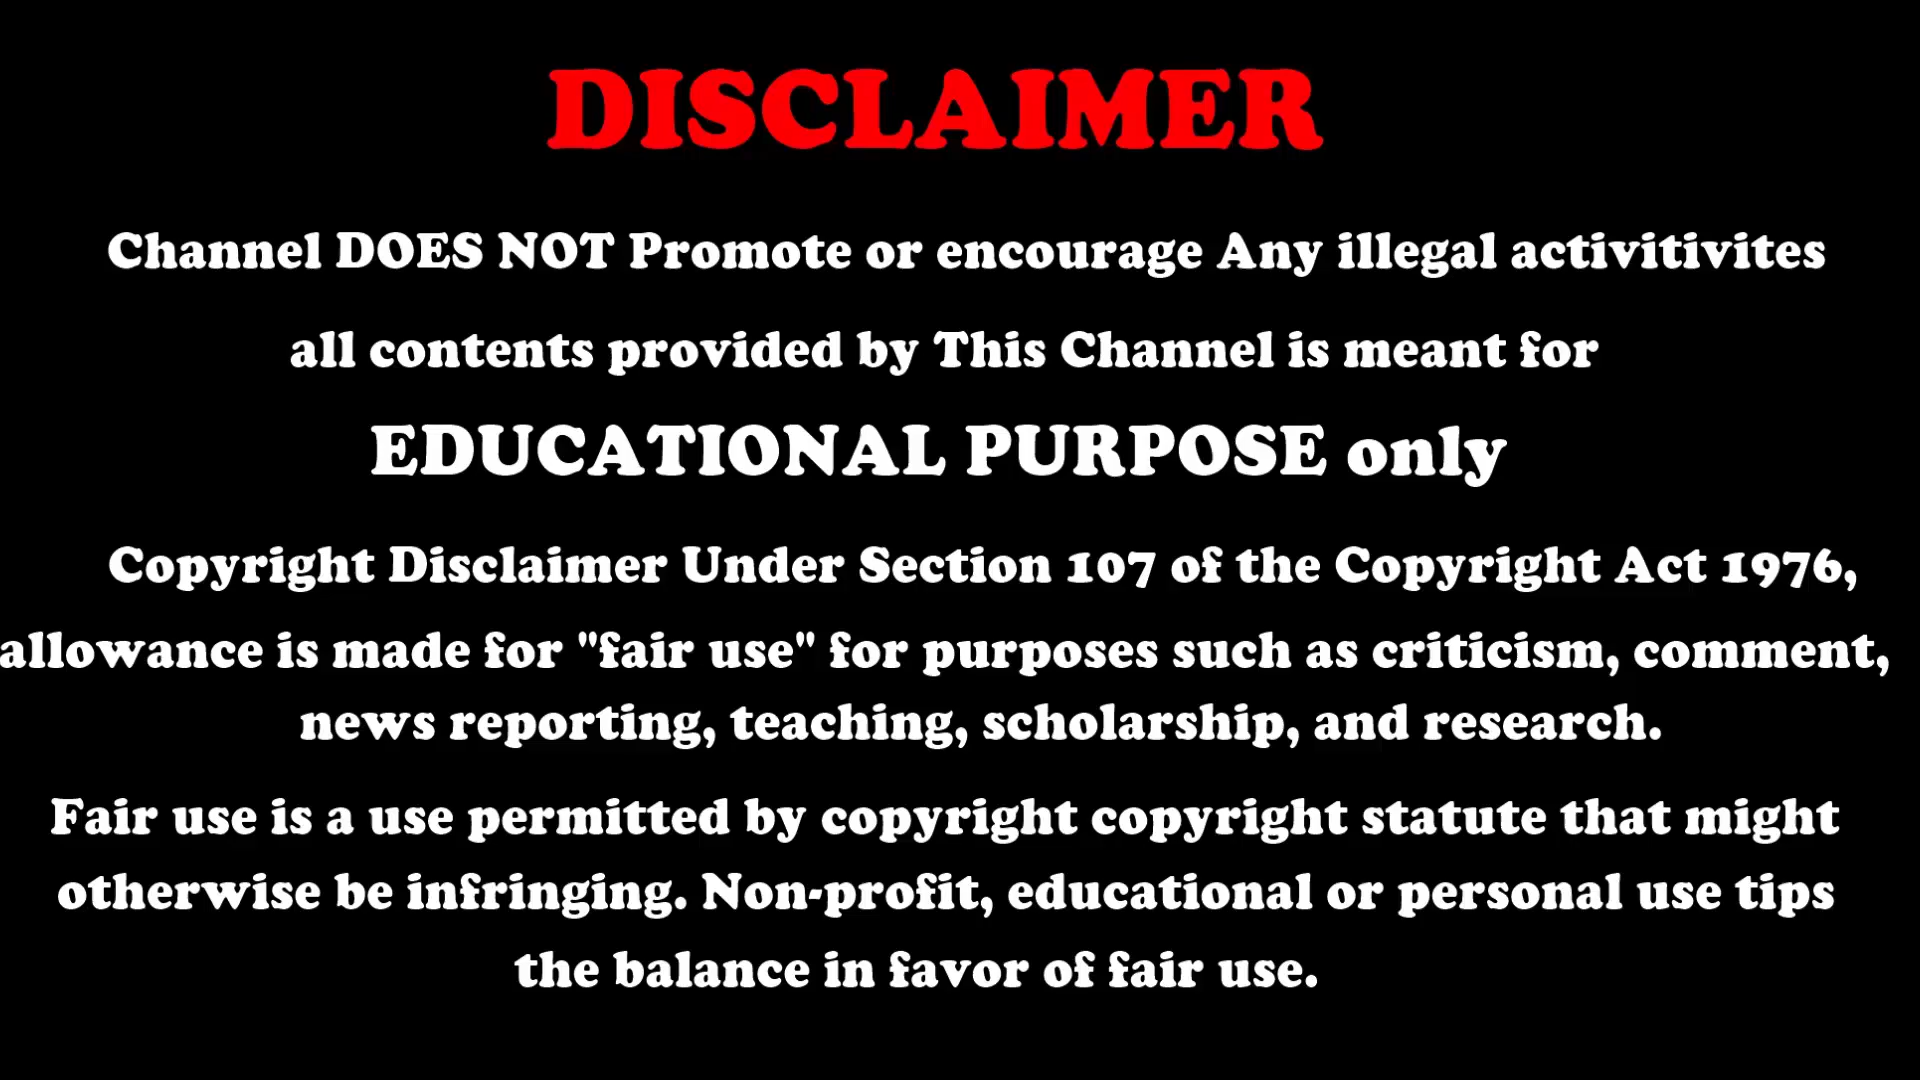 DISCLAIMER
Channel DOES NOT Promote or encourage Any illegal activitivites
all contents provided by This Channel is meant for
EDUCATIONAL PURPOSE only
Copyright Disclaimer Under Section 107 of the Copyright Act 1976,
allowance is made for "fair use" for purposes such as criticism, comment,
news reporting, teaching, scholarship, and research.
Fair use is a use permitted by copyright copyright statute that might
otherwise be infringing. Non-profit, educational or personal use tips
the balance in favor of fair use.